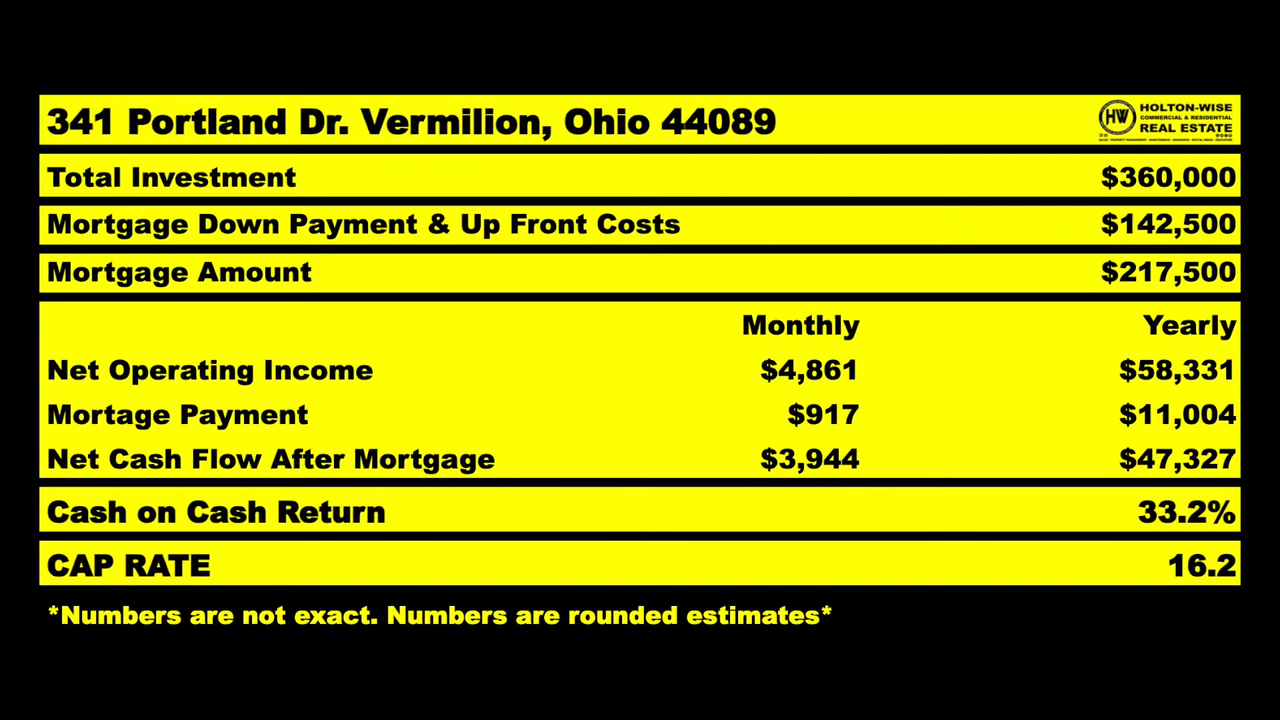 341 Portland Dr. Vermilion, Ohio 44089
HW
HOLTON-WISE
COMMERCIAL & RESIDENTIAL
REAL ESTATE
Total Investment $360,000
Mortgage Down Payment & Up Front Costs $142,500
Mortgage Amount $217,500
Monthly Yearly
Net Operating Income $4,861 $58,331
Mortage Payment $917 $11,004
Net Cash Flow After Mortgage $3,944 $47,327
Cash on Cash Return 33.2%
CAP RATE 16.2
*Numbers are not exact. Numbers are rounded estimates*